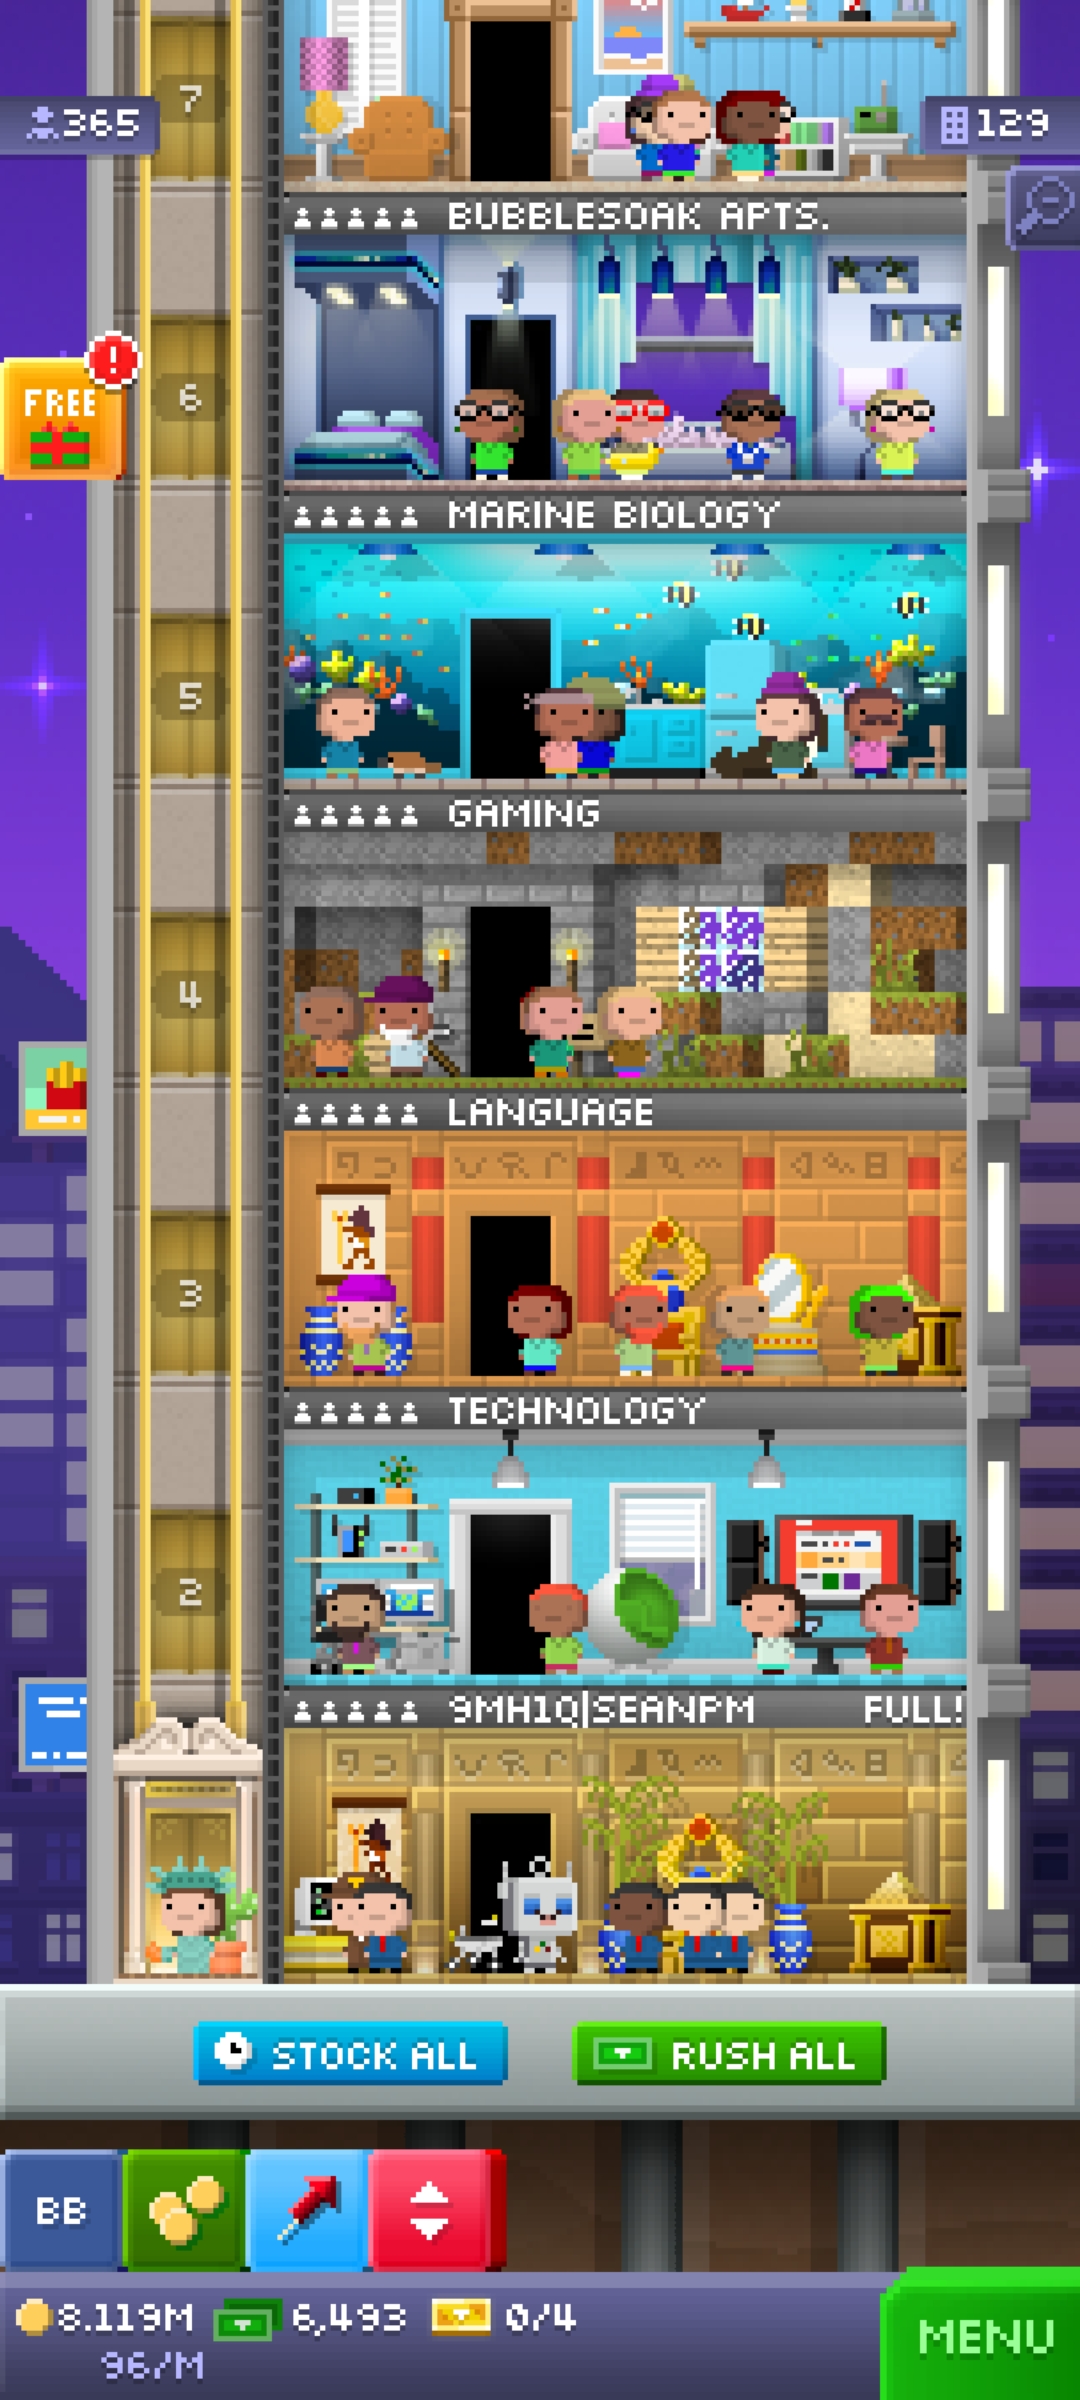 7
365
129
BUBBLESOAK APTS.
FREE
!
6
MARINE BIOLOGY
5
GAMING
4
LANGUAGE
3
TECHNOLOGY
2
9MH1Q|SEANPM FULL!
STOCK ALL
RUSH ALL
BB
8.119M 6,493 0/4
96/M
MENU